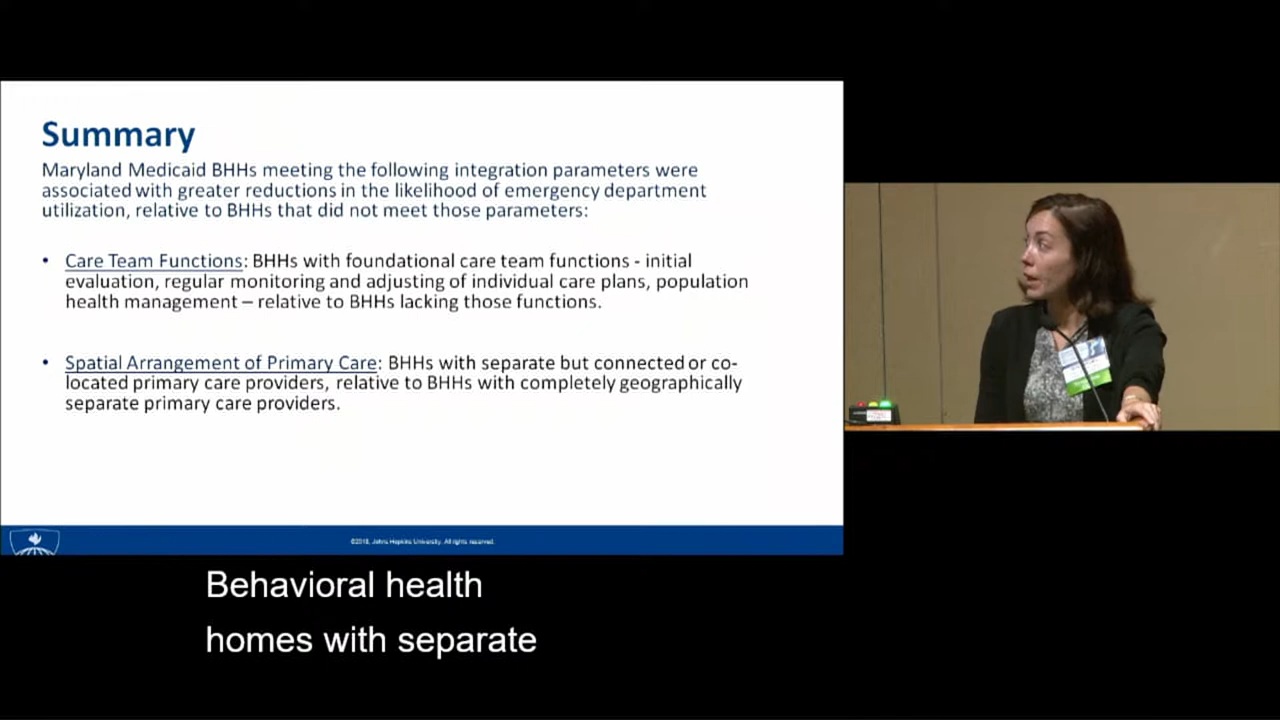 Summary
Maryland Medicaid BHHs meeting the following integration parameters were
associated with greater reductions in the likelihood of emergency department
utilization, relative to BHHs that did not meet those parameters:
• Care Team Functions: BHHs with foundational care team functions - initial
evaluation, regular monitoring and adjusting of individual care plans, population
health management – relative to BHHs lacking those functions.
• Spatial Arrangement of Primary Care: BHHs with separate but connected or co-
located primary care providers, relative to BHHs with completely geographically
separate primary care providers.
©2018, Johns Hopkins University. All rights reserved.
Behavioral health
homes with separate